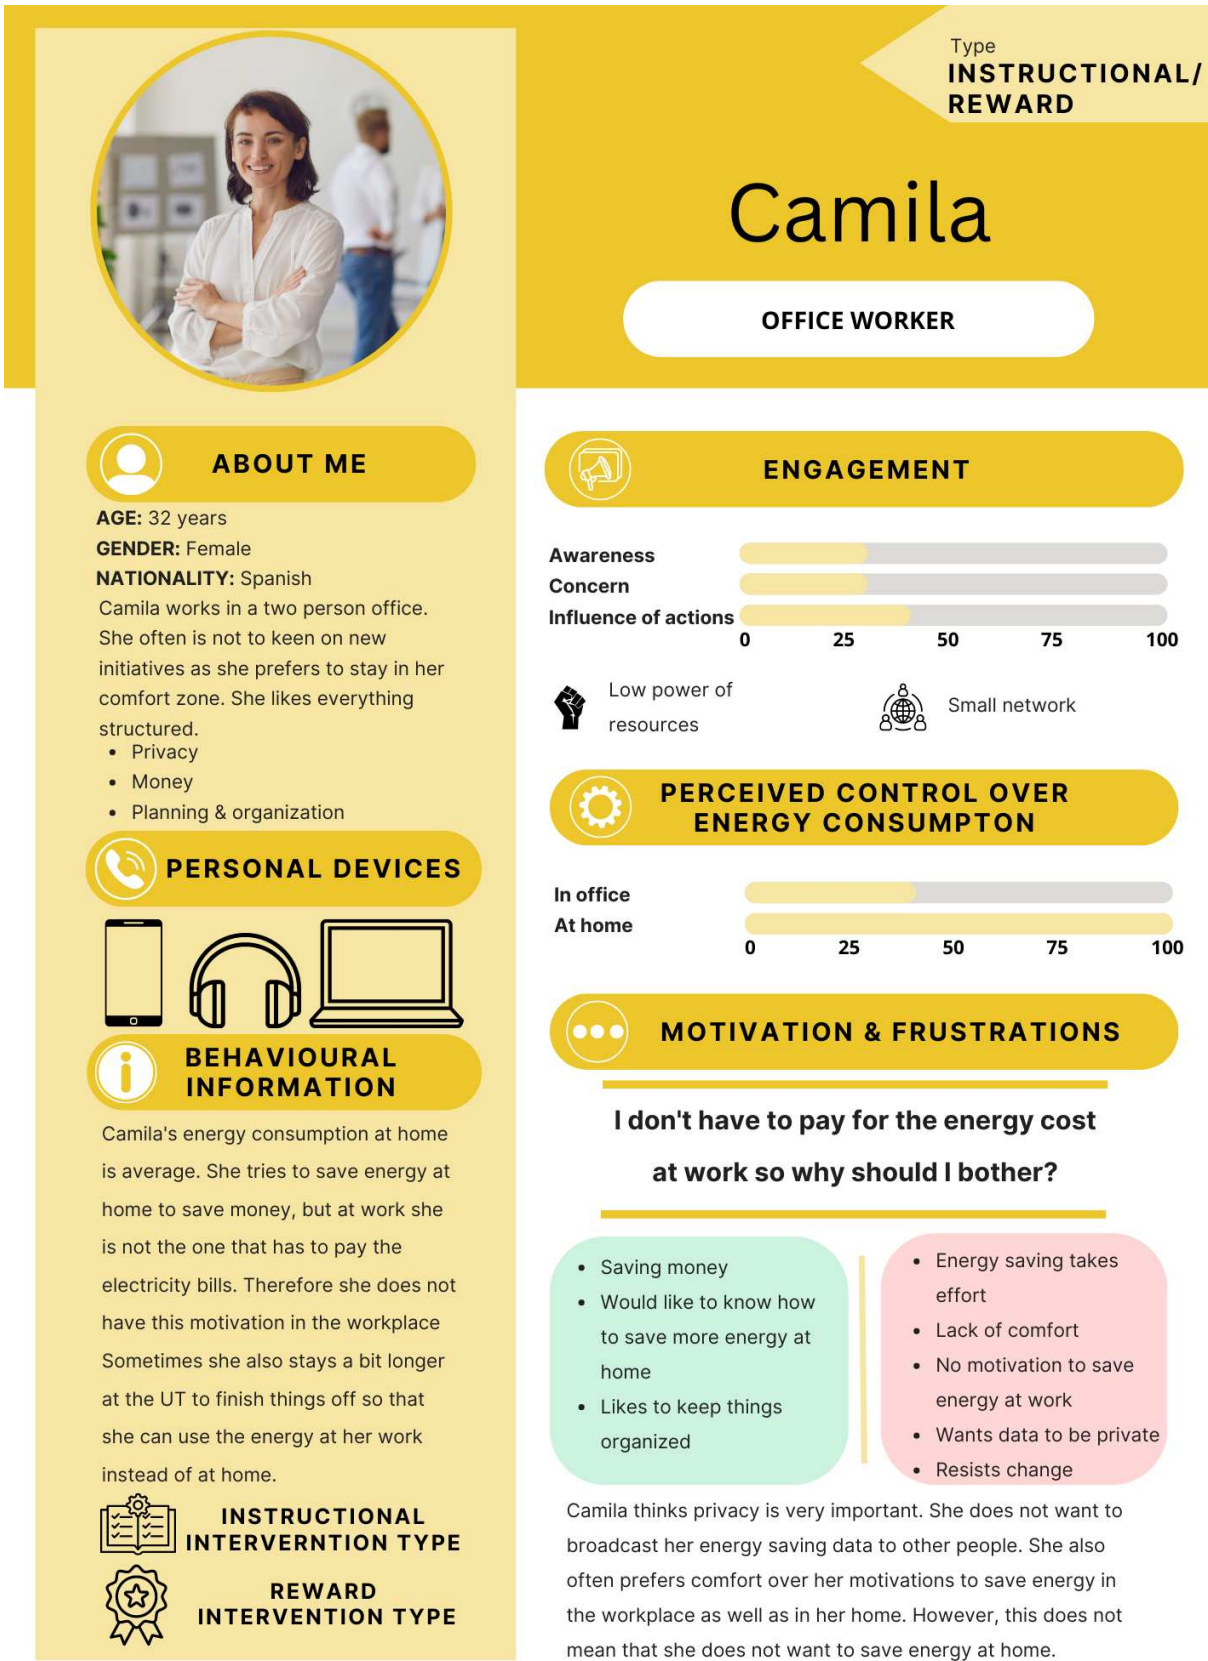 Type
INSTRUCTIONAL/
REWARD
Camila
OFFICE WORKER
ABOUT ME
AGE: 32 years
GENDER: Female
NATIONALITY: Spanish
Camila works in a two person office.
She often is not to keen on new
initiatives as she prefers to stay in her
comfort zone. She likes everything
structured.
• Privacy
• Money
• Planning & organization
PERSONAL DEVICES
BEHAVIOURAL
INFORMATION
Camila's energy consumption at home
is average. She tries to save energy at
home to save money, but at work she
is not the one that has to pay the
electricity bills. Therefore she does not
have this motivation in the workplace
Sometimes she also stays a bit longer
at the UT to finish things off so that
she can use the energy at her work
instead of at home.
INSTRUCTIONAL
INTERVERNTION TYPE
REWARD
INTERVENTION TYPE
ENGAGEMENT
Awareness
Concern
Influence of actions
0 25 50 75 100
Low power of
resources
Small network
PERCEIVED CONTROL OVER
ENERGY CONSUMPTON
In office
At home
0 25 50 75 100
MOTIVATION & FRUSTRATIONS
I don't have to pay for the energy cost
at work so why should I bother?
• Saving money
• Would like to know how
to save more energy at
home
• Likes to keep things
organized
• Energy saving takes
effort
• Lack of comfort
• No motivation to save
energy at work
• Wants data to be private
• Resists change
Camila thinks privacy is very important. She does not want to
broadcast her energy saving data to other people. She also
often prefers comfort over her motivations to save energy in
the workplace as well as in her home. However, this does not
mean that she does not want to save energy at home.